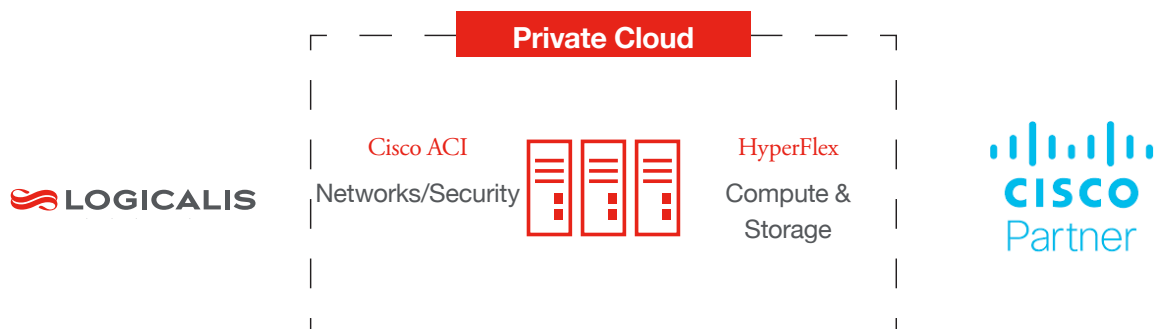 Private Cloud
Cisco ACI
Networks/Security
HyperFlex
Compute &
Storage
LOGICALIS
CISCO
Partner